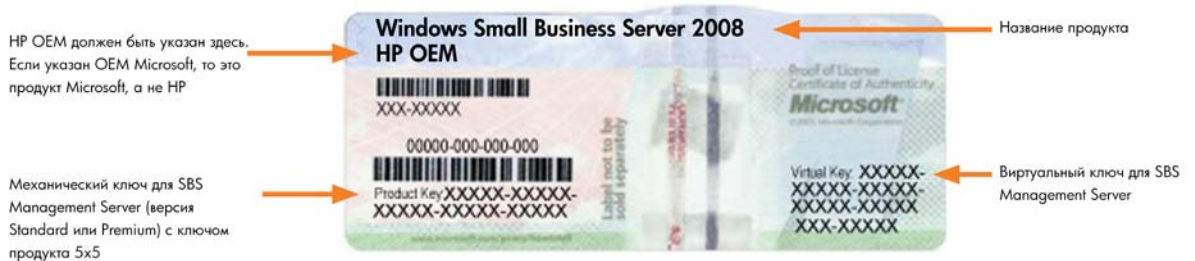 HP OEM должен быть указан здесь.
Если указан OEM Microsoft, то это
продукт Microsoft, а не HP
Механический ключ для SBS
Management Server (версия
Standard или Premium) с ключом
продукта 5x5
Windows Small Business Server 2008
HP OEM
XXX-XXXXX
00000-000-000-000
Product Key:XXXXX-XXXXX-
XXXXX-XXXXX-XXXXX
Label not to be
sold separately
Proof of License
Certificate of Authenticity
Microsoft
Virtual Key: XXXXX-
XXXXX-XXXXX-
XXXXX-XXXXX
XXX-XXXXX
Название продукта
Виртуальный ключ для SBS
Management Server